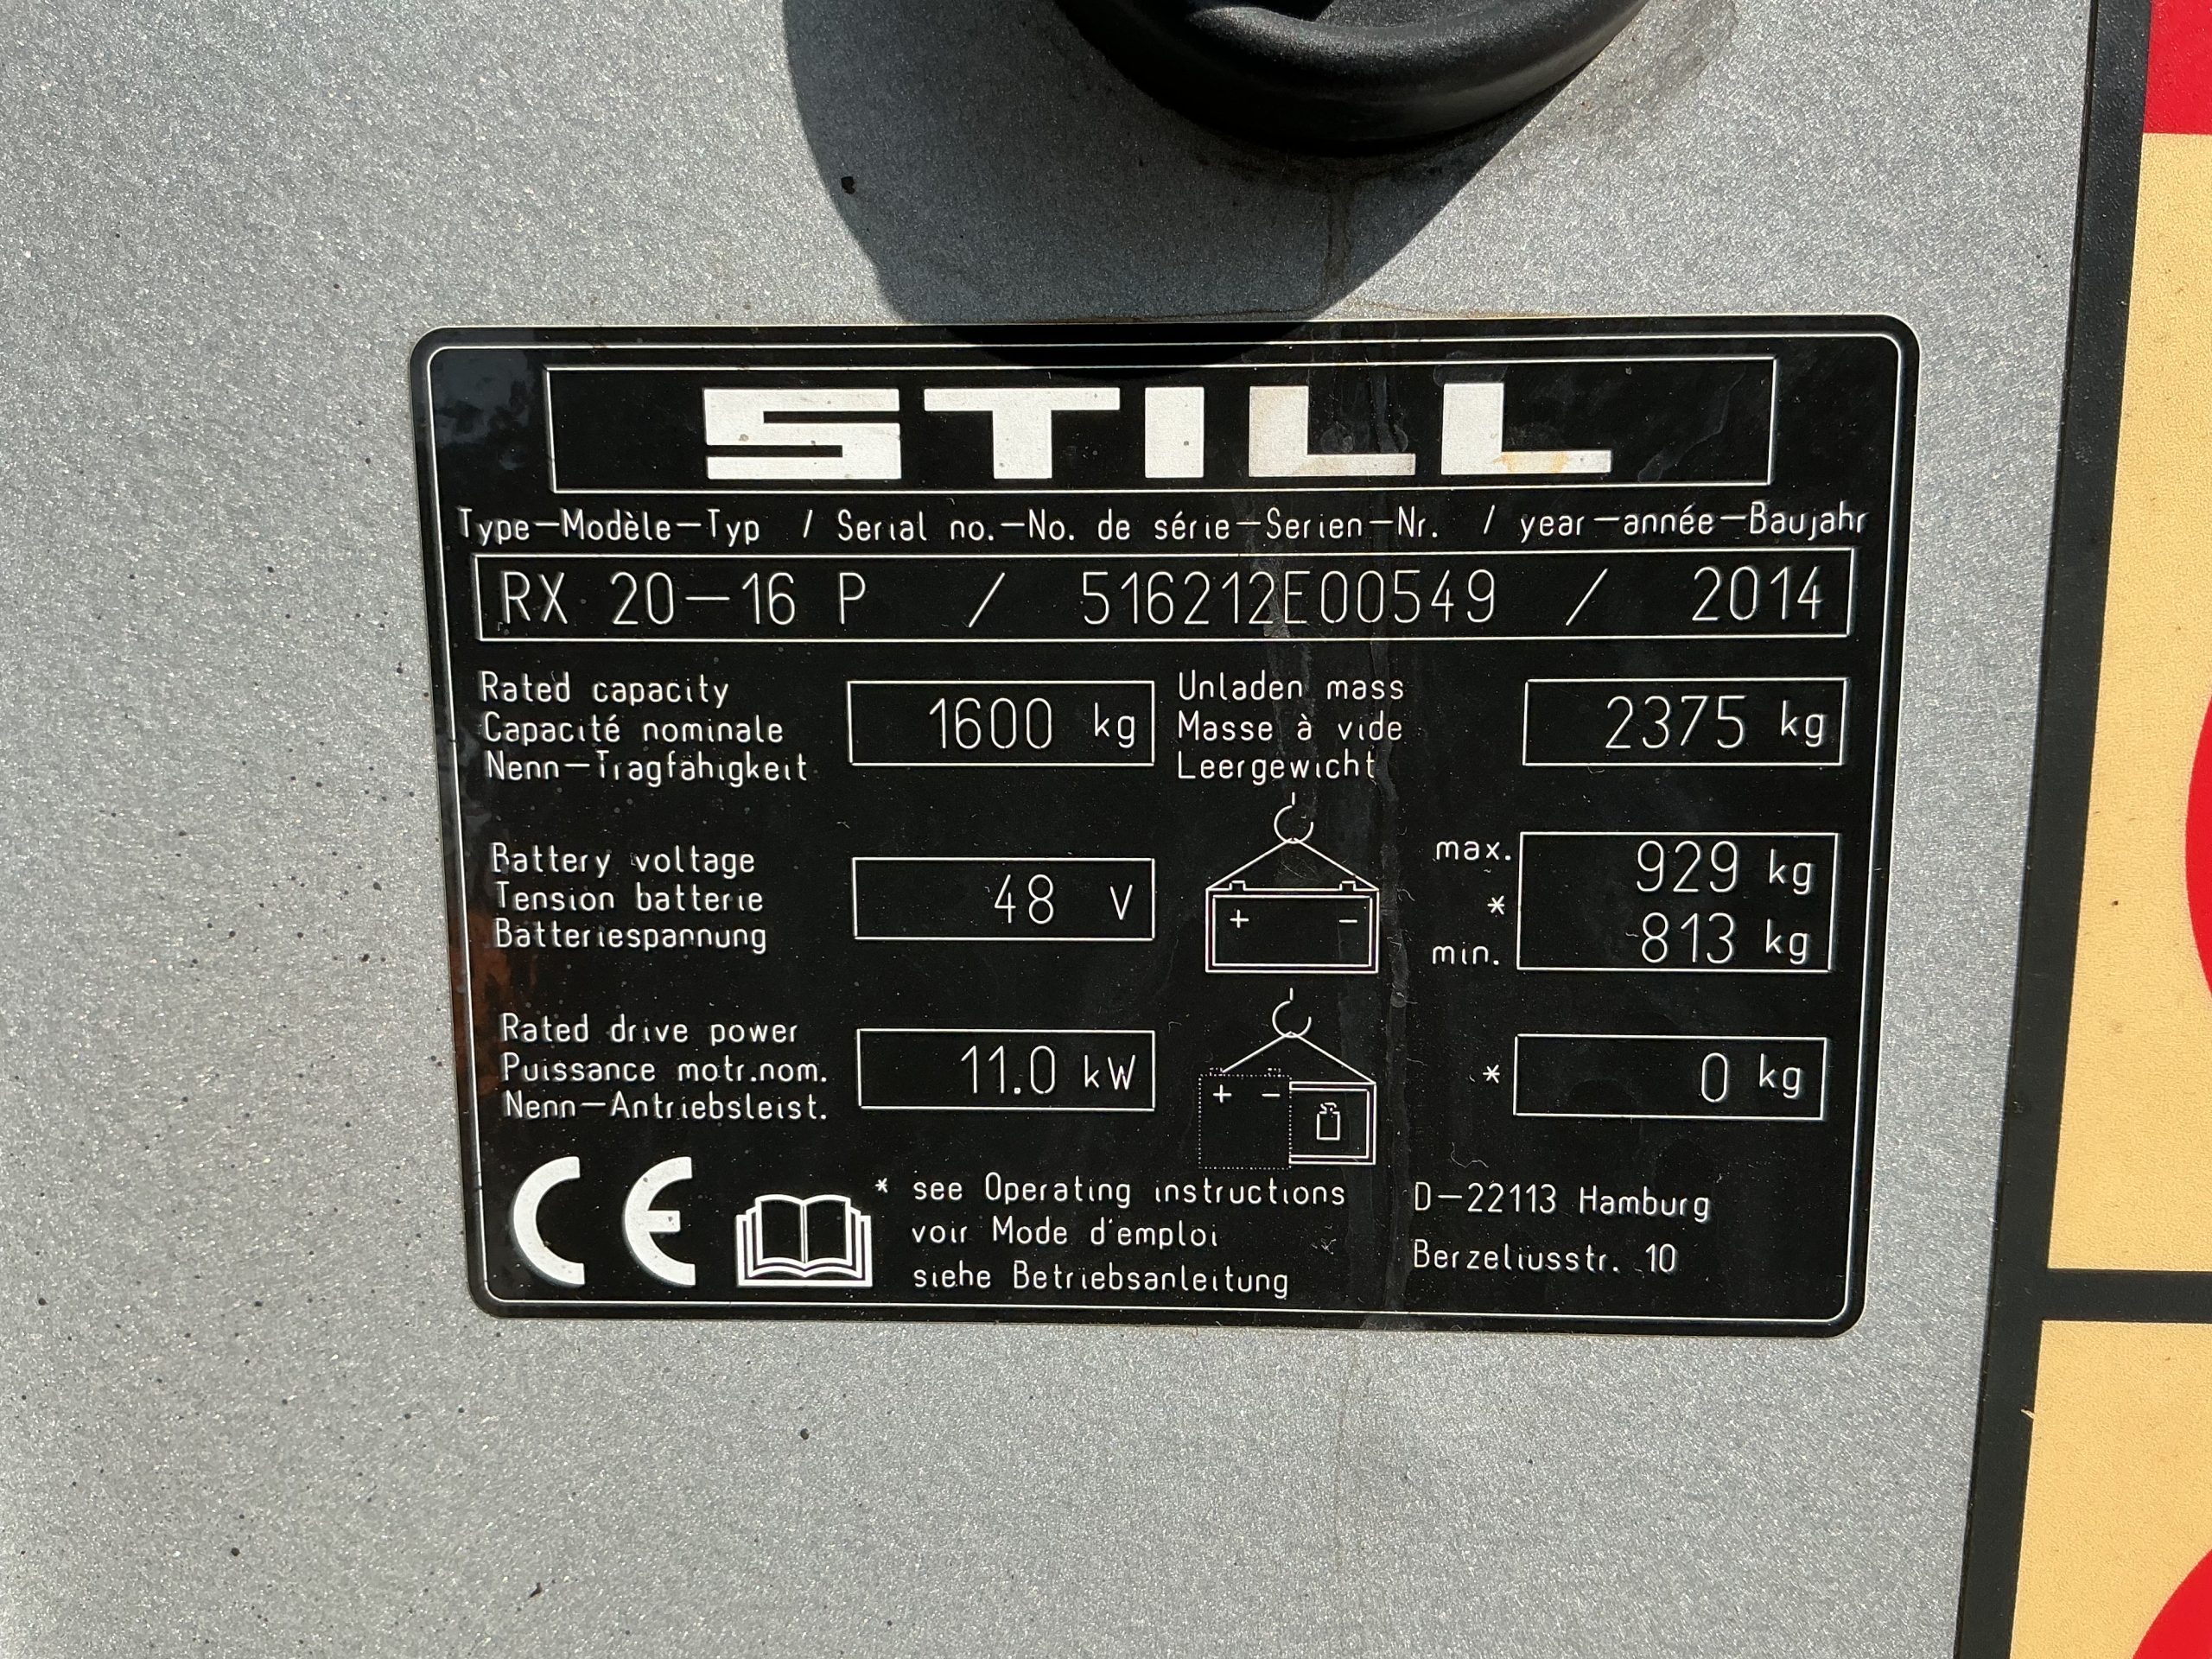 STILL
Type–Modèle–Typ / Serial no.–No. de série–Serien–Nr. / year–année–Baujahr
RX 20–16 P / 516212E00549 / 2014
Rated capacity
Capacité nominale
Nenn–Tragfähigkeit
1600 kg
Unladen mass
Masse à vide
Leergewicht
2375 kg
Battery voltage
Tension batterie
Batteriespannung
48 V
+ –
max. 929 kg
*
min. 813 kg
Rated drive power
Puissance motr.nom.
Nenn–Antriebsleist.
11.0 kW
+ –
* 0 kg
CE
* see Operating instructions
voir Mode d'emploi
siehe Betriebsanleitung
D–22113 Hamburg
Berzeliusstr. 10